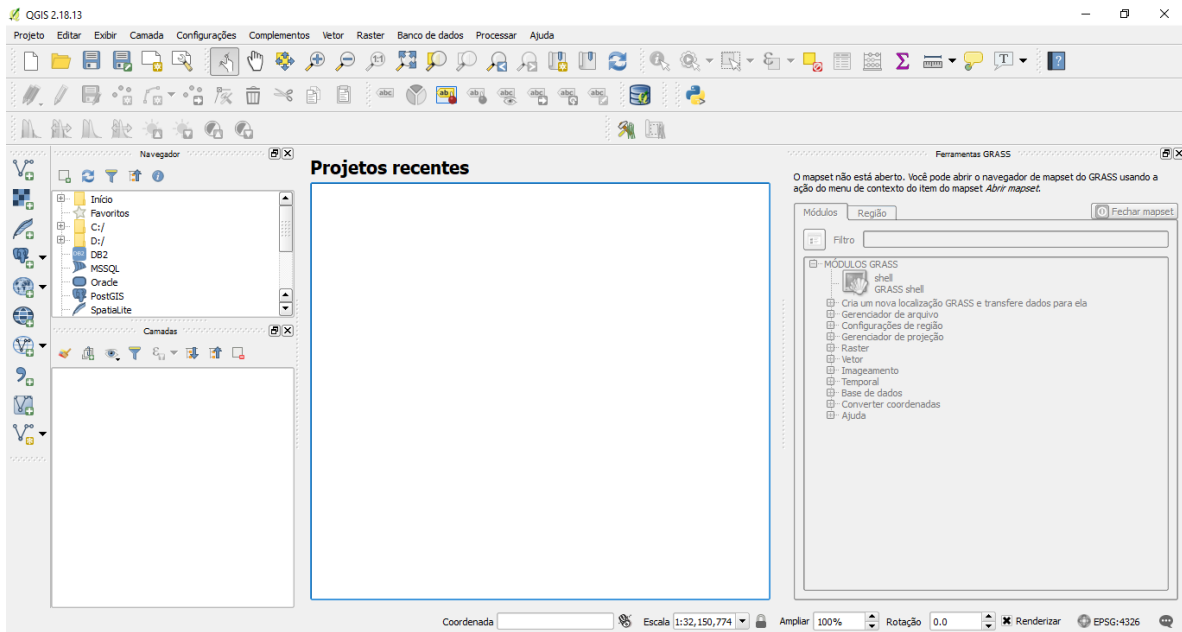 QGIS 2.18.13
Projeto Editar Exibir Camada Configurações Complementos Vetor Raster Banco de dados Processar Ajuda
Navegador
Início
Favoritos
C:/
D:/
DB2
MSSQL
Oracle
PostGIS
SpatiaLite
Camadas
Projetos recentes
Ferramentas GRASS
O mapset não está aberto. Você pode abrir o navegador de mapset do GRASS usando a
ação do menu de contexto do item do mapset Abrir mapset.
Módulos Região Fechar mapset
Filtro
MÓDULOS GRASS
shell
GRASS shell
Cria um nova localização GRASS e transfere dados para ela
Gerenciador de arquivo
Configurações de região
Gerenciador de projeção
Raster
Vetor
Imageamento
Temporal
Base de dados
Converter coordenadas
Ajuda
Coordenada Escala 1:32,150,774 Ampliar 100% Rotação 0.0 Renderizar EPSG:4326